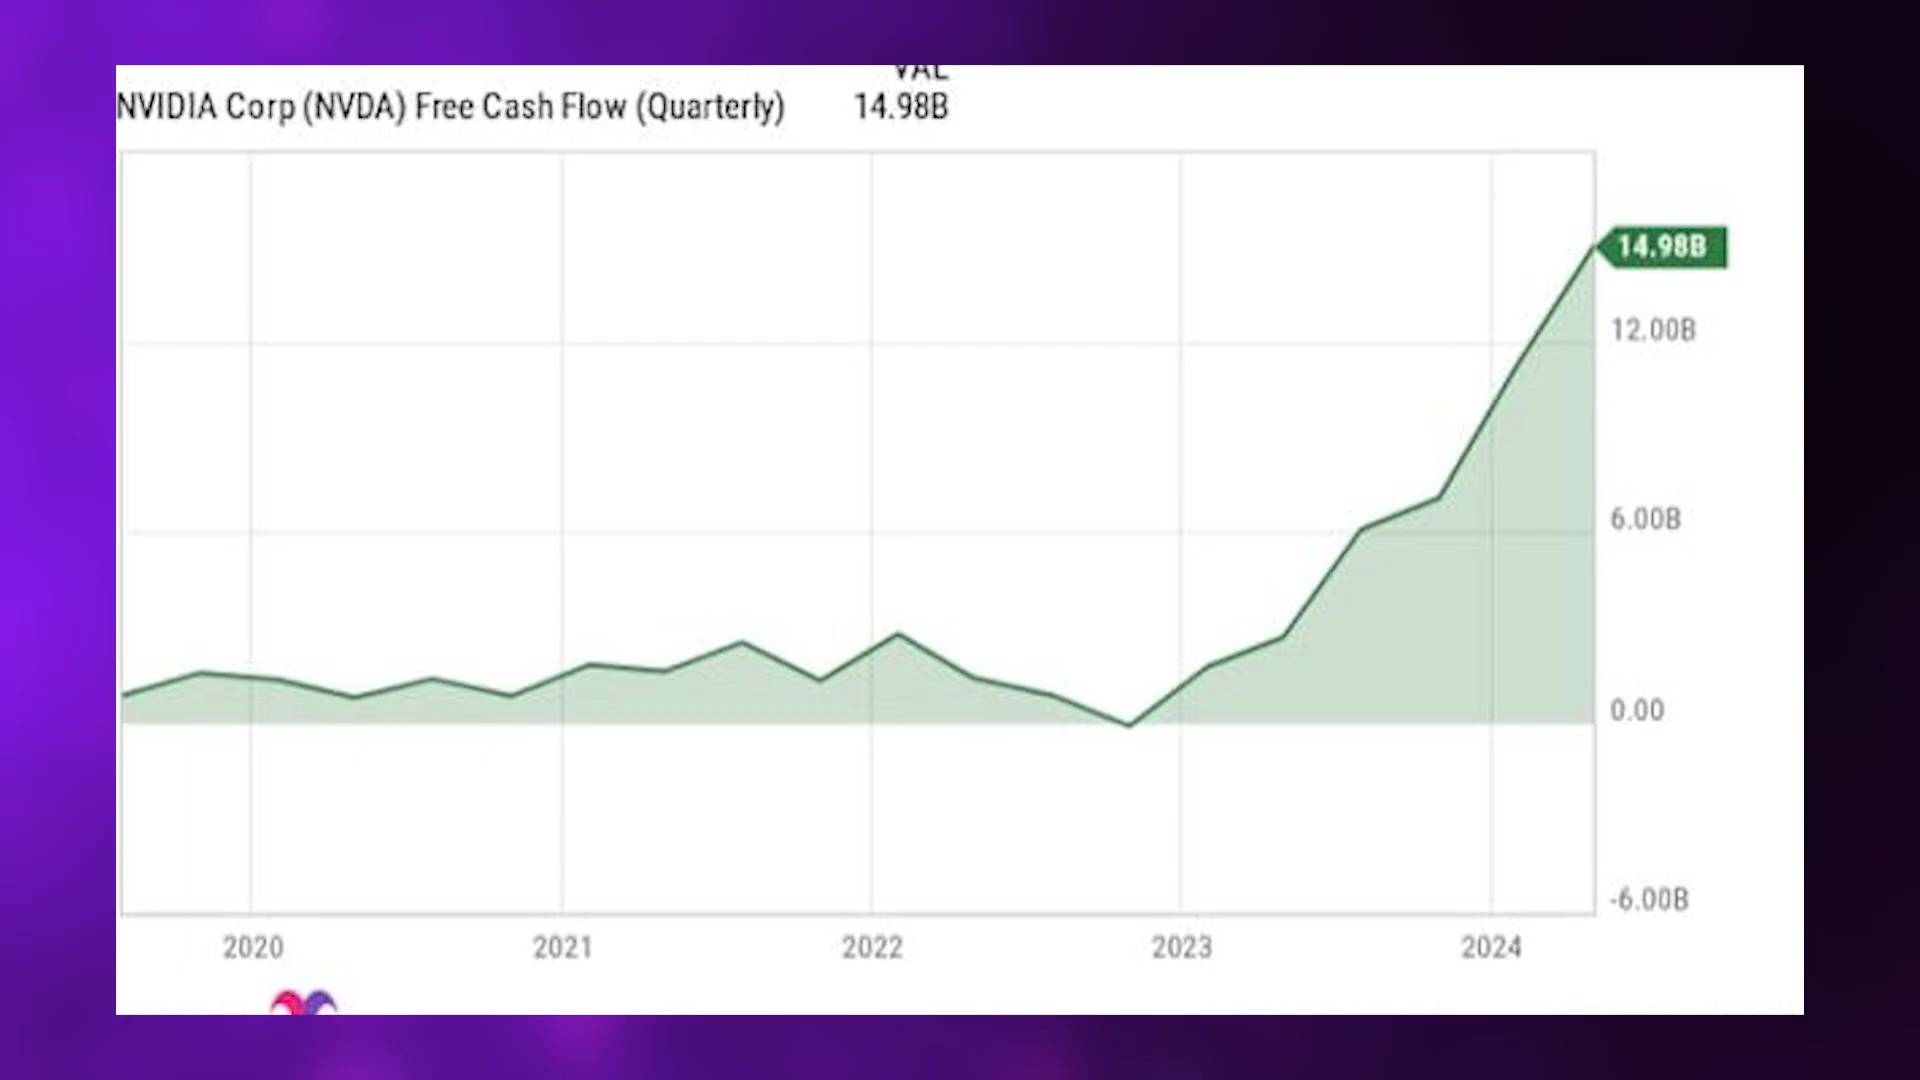 VAL
NVIDIA Corp (NVDA) Free Cash Flow (Quarterly) 14.98B
14.98B
12.00B
6.00B
0.00
-6.00B
2020 2021 2022 2023 2024